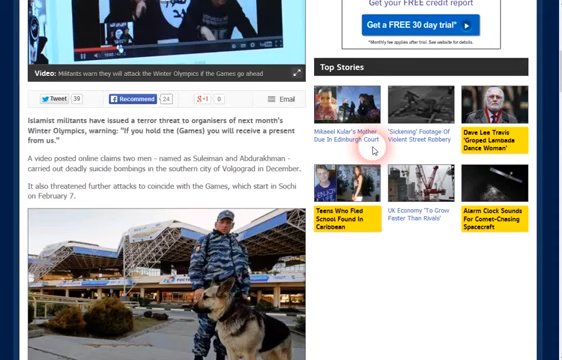 Get your FREE credit report
Get a FREE 30 day trial*
*Monthly fee applies after trial. See website for details.
Video: Militants warn they will attack the Winter Olympics if the Games go ahead
Top Stories
Tweet 39
Recommend 24
+1 0
Email
Islamist militants have issued a terror threat to organisers of next month's
Winter Olympics, warning: "If you hold the (Games) you will receive a present
from us."
A video posted online claims two men - named as Suleiman and Abdurakhman -
carried out deadly suicide bombings in the southern city of Volgograd in December.
It also threatened further attacks to coincide with the Games, which start in Sochi
on February 7.
Mikaeel Kular's Mother
Due In Edinburgh Court
'Sickening' Footage Of
Violent Street Robbery
Dave Lee Travis
'Groped Lambada
Dance Woman'
Teens Who Fled
School Found In
Caribbean
UK Economy 'To Grow
Faster Than Rivals'
Alarm Clock Sounds
For Comet-Chasing
Spacecraft